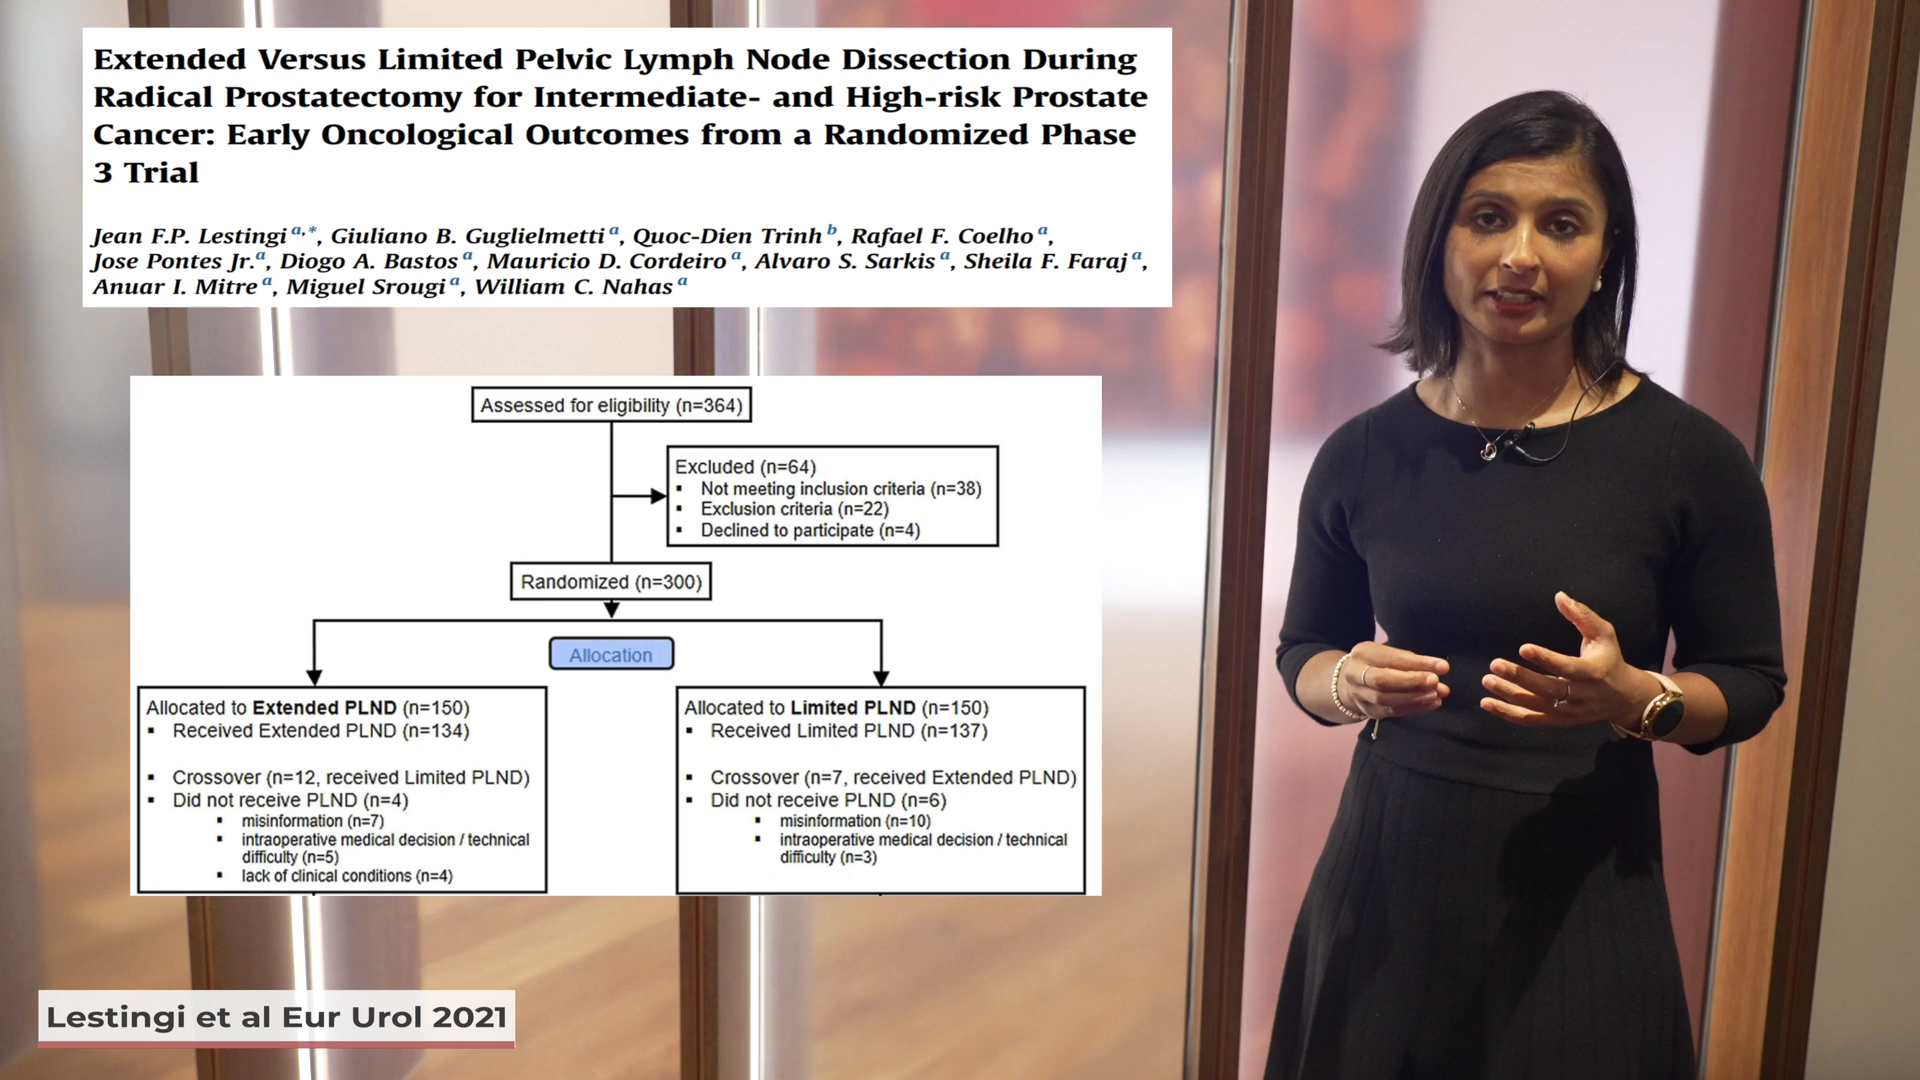 Extended Versus Limited Pelvic Lymph Node Dissection During
Radical Prostatectomy for Intermediate- and High-risk Prostate
Cancer: Early Oncological Outcomes from a Randomized Phase
3 Trial
Jean F.P. Lestingi a,*, Giuliano B. Guglielmetti a, Quoc-Dien Trinh b, Rafael F. Coelho a,
Jose Pontes Jr. a, Diogo A. Bastos a, Mauricio D. Cordeiro a, Alvaro S. Sarkis a, Sheila F. Faraj a,
Anuar I. Mitre a, Miguel Srougi a, William C. Nahas a
Assessed for eligibility (n=364)
Excluded (n=64)
▪ Not meeting inclusion criteria (n=38)
▪ Exclusion criteria (n=22)
▪ Declined to participate (n=4)
Randomized (n=300)
Allocation
Allocated to Extended PLND (n=150)
▪ Received Extended PLND (n=134)
▪ Crossover (n=12, received Limited PLND)
▪ Did not receive PLND (n=4)
▪ misinformation (n=7)
▪ intraoperative medical decision / technical
difficulty (n=5)
▪ lack of clinical conditions (n=4)
Allocated to Limited PLND (n=150)
▪ Received Limited PLND (n=137)
▪ Crossover (n=7, received Extended PLND)
▪ Did not receive PLND (n=6)
▪ misinformation (n=10)
▪ intraoperative medical decision / technical
difficulty (n=3)
Lestingi et al Eur Urol 2021